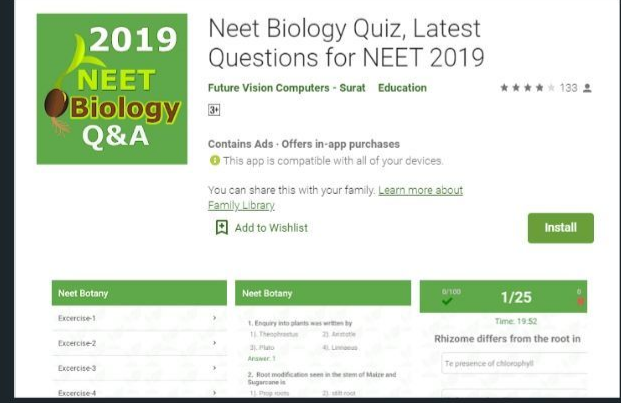 2019
NEET
Biology
Q&A
Neet Biology Quiz, Latest
Questions for NEET 2019
Future Vision Computers - Surat Education
133
3+
Contains Ads · Offers in-app purchases
This app is compatible with all of your devices.
You can share this with your family. Learn more about
Family Library
Add to Wishlist
Install
Neet Botany
Excercise-1
Excercise-2
Excercise-3
Excercise-4
Neet Botany
1. Enquiry into plants was written by
1). Theophrastus 2). Aristotle
3). Plato 4). Linnaeus
Answer: 1
2. Root modification seen in the stem of Maize and
Sugarcane is
1). Prop roots 2). stilt root
0/100
1/25
0
Time: 19:52
Rhizome differs from the root in
Te presence of chlorophyll